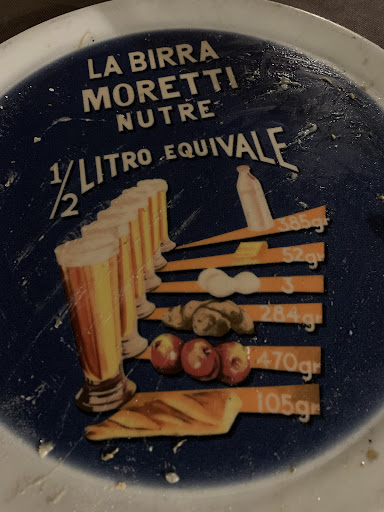 LA BIRRA
MORETTI
NUTRE
1/2 LITRO EQUIVALE
385gr
52gr
3
284gr
470gr
105gr